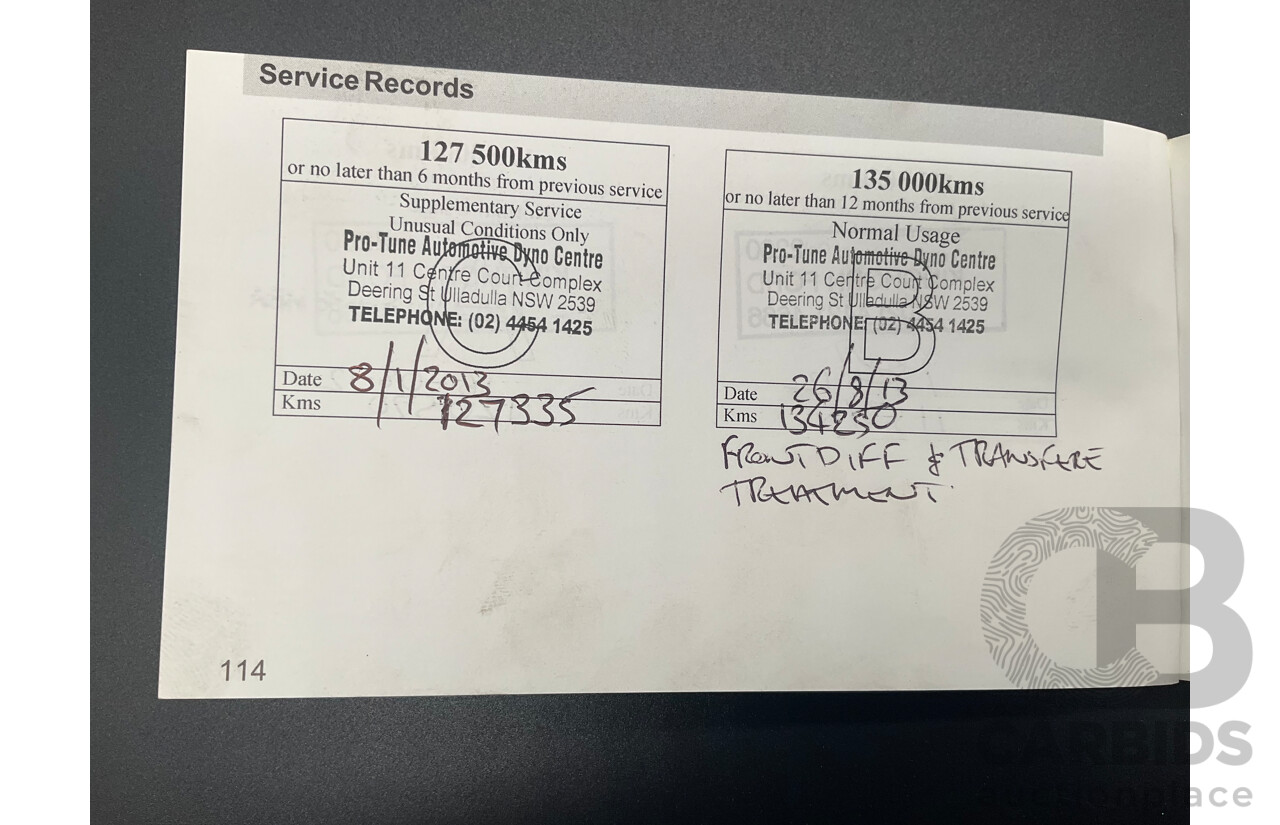 Service Records
127 500kms
or no later than 6 months from previous service
Supplementary Service
Unusual Conditions Only
C
Pro-Tune Automotive Dyno Centre
Unit 11 Centre Court Complex
Deering St Ulladulla NSW 2539
TELEPHONE: (02) 4454 1425
Date 8/1/2013
Kms 127335
135 000kms
or no later than 12 months from previous service
Normal Usage
B
Pro-Tune Automotive Dyno Centre
Unit 11 Centre Court Complex
Deering St Ulladulla NSW 2539
TELEPHONE: (02) 4454 1425
Date 26/8/13
Kms 134250
FRONT DIFF & TRANSFERE
TREATMENT.
114
CB
CARBIDS
auctionplace